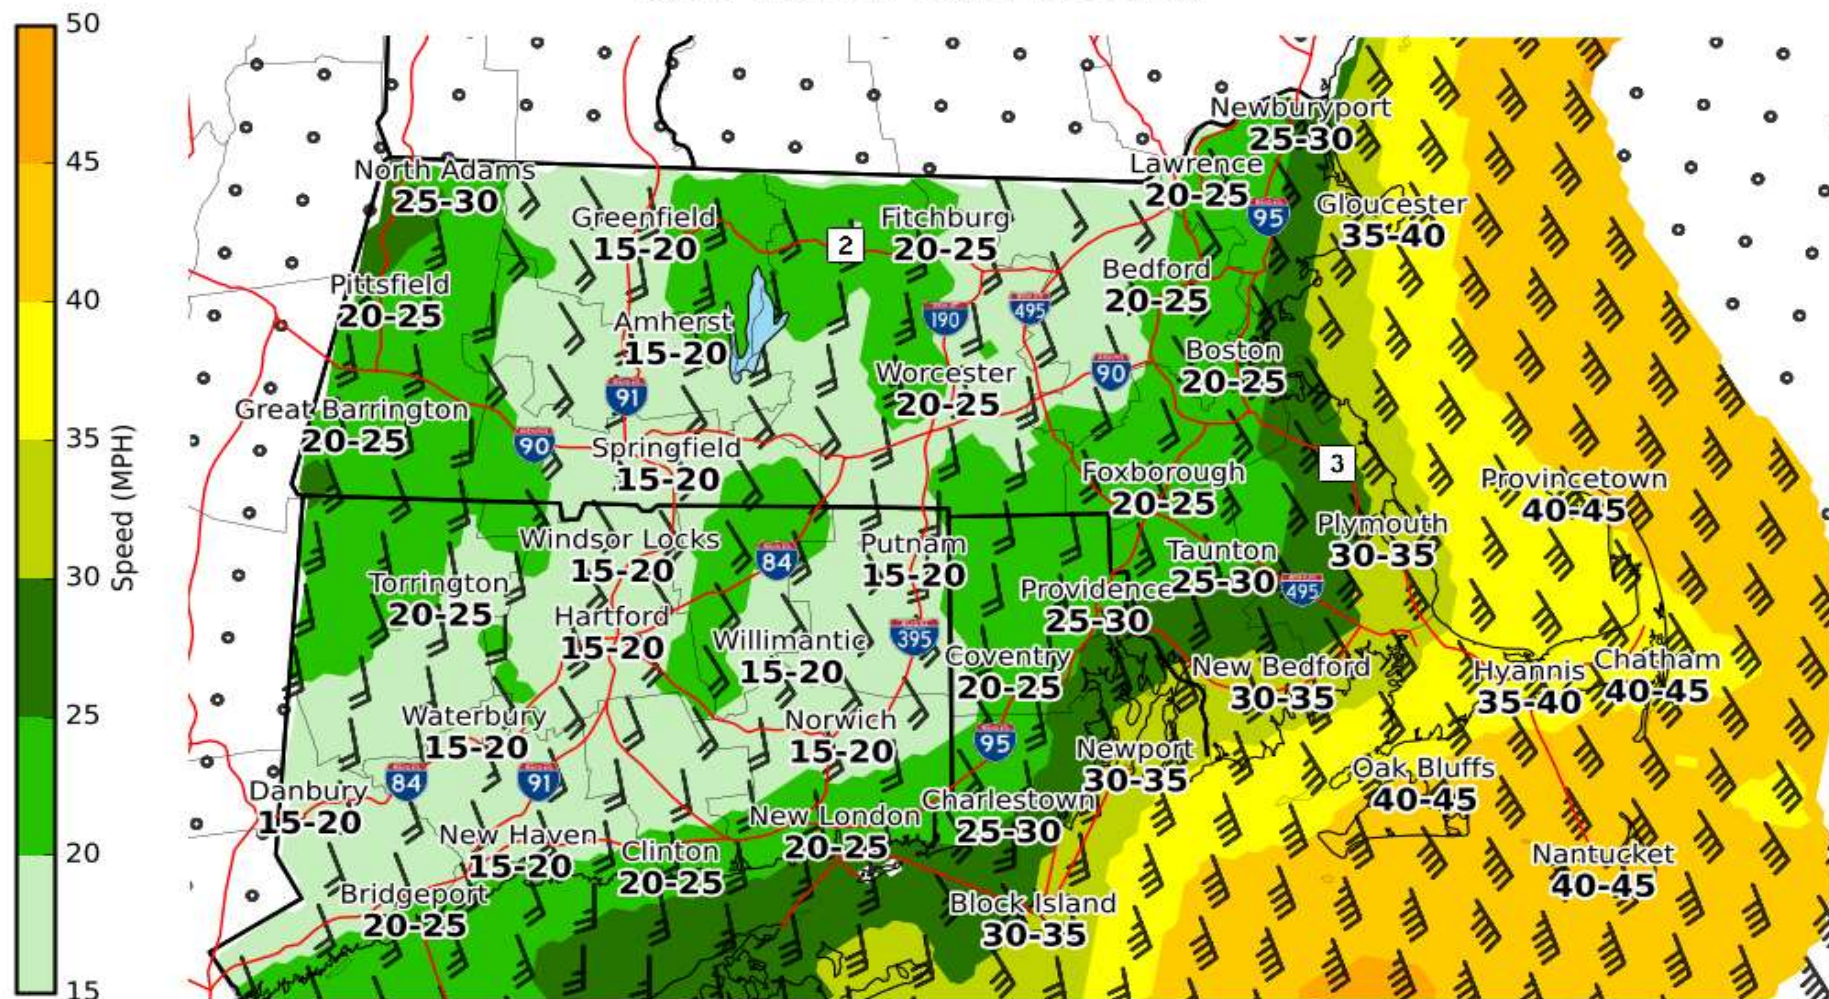 50
45
40
35
30
25
20
15
Speed (MPH)
Newburyport
25-30
North Adams
25-30
Lawrence
20-25
95
Gloucester
35-40
Greenfield
15-20
2
Fitchburg
20-25
Pittsfield
20-25
Bedford
20-25
Amherst
15-20
190
495
Boston
20-25
91
Worcester
20-25
90
Great Barrington
20-25
90
Springfield
15-20
Foxborough
20-25
3
Provincetown
40-45
Windsor Locks
15-20
84
Putnam
15-20
Taunton
25-30
Plymouth
30-35
Torrington
20-25
Hartford
15-20
Providence
25-30
495
Willimantic
15-20
395
Coventry
20-25
New Bedford
30-35
Hyannis
35-40
Chatham
40-45
Waterbury
15-20
Norwich
15-20
95
Newport
30-35
Oak Bluffs
40-45
84
91
Danbury
15-20
New Haven
15-20
Clinton
20-25
New London
20-25
Charlestown
25-30
Nantucket
40-45
Bridgeport
20-25
Block Island
30-35